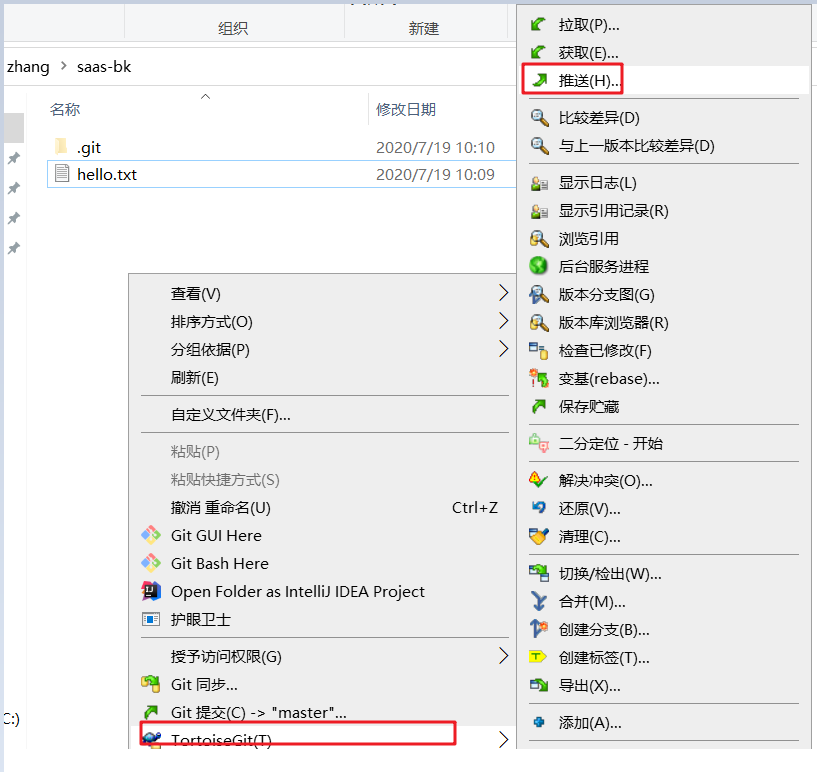 组织
新建
zhang > saas-bk
名称
修改日期
.git
2020/7/19 10:10
hello.txt
2020/7/19 10:09
查看(V)
排序方式(O)
分组依据(P)
刷新(E)
自定义文件夹(F)...
粘贴(P)
粘贴快捷方式(S)
撤消 重命名(U)
Ctrl+Z
Git GUI Here
Git Bash Here
Open Folder as IntelliJ IDEA Project
护眼卫士
授予访问权限(G)
Git 同步...
Git 提交(C) -> "master"...
TortoiseGit(T)
C:)
拉取(P)...
获取(E)...
推送(H)...
比较差异(D)
与上一版本比较差异(D)
显示日志(L)
显示引用记录(R)
浏览引用
后台服务进程
版本分支图(G)
版本库浏览器(R)
检查已修改(F)
变基(rebase)...
保存贮藏
二分定位 - 开始
解决冲突(O)...
还原(V)...
清理(C)...
切换/检出(W)...
合并(M)...
创建分支(B)...
创建标签(T)...
导出(X)...
添加(A)...